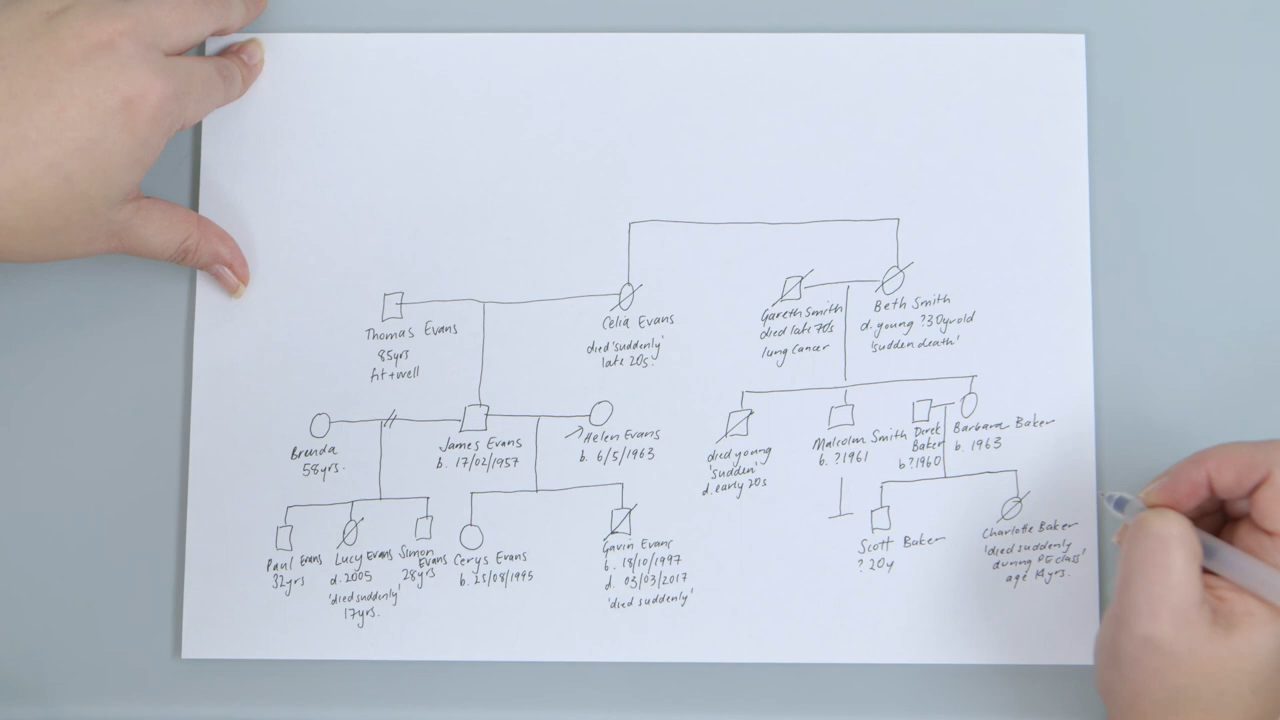 Thomas Evans
85yrs
fit + well
Celia Evans
died 'suddenly'
late 20s.
Gareth Smith
died late 70s
lung cancer
Beth Smith
d. young ?30yr old
'sudden death'
Brenda
58yrs.
James Evans
b. 17/02/1957
Helen Evans
b. 6/5/1963
died young
'sudden'
d. early 20s
Malcolm Smith
b. ?1961
Deret
Baker
b?.1960
Barbara Baker
b. 1963
Paul Evans
32yrs
Lucy Evans
d. 2005
'died suddenly'
17yrs.
Simon
Evans
28yrs
Cerys Evans
b. 25/08/1995
Gavin Evans
b. 18/10/1997
d. 03/03/2017
'died suddenly'
Scott Baker
? 20y
Charlotte Baker
'died suddenly
during PE class'
age 14yrs.